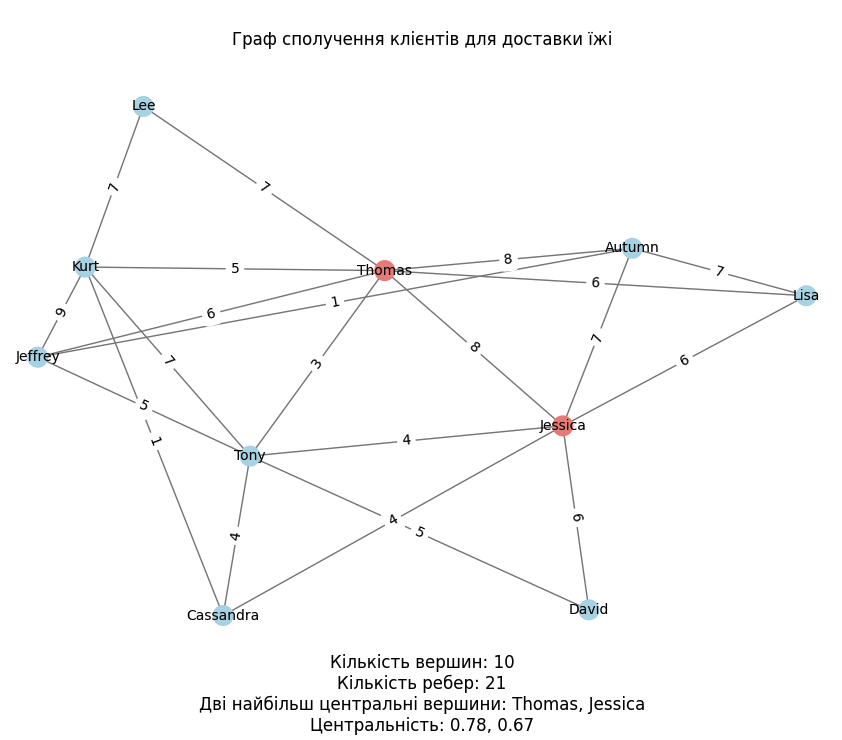 Граф сполучення клієнтів для доставки їжі
Lee
7
7
Autumn
Kurt
5
Thomas
8
7
6
Lisa
1
6
9
7
8
Jeffrey
7
3
6
5
Jessica
1
4
Tony
4
6
5
4
Cassandra
David
Кількість вершин: 10
Кількість ребер: 21
Дві найбільш центральні вершини: Thomas, Jessica
Центральність: 0.78, 0.67